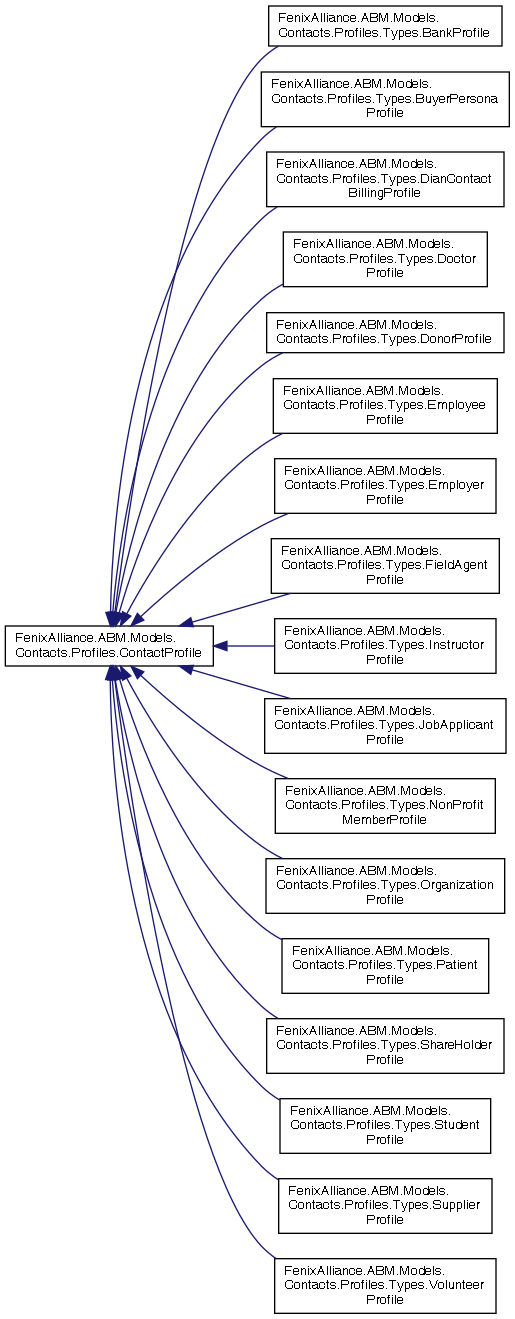 FenixAlliance.ABM.Models.
Contacts.Profiles.Types.BankProfile
FenixAlliance.ABM.Models.
Contacts.Profiles.Types.BuyerPersona
Profile
FenixAlliance.ABM.Models.
Contacts.Profiles.Types.DianContact
BillingProfile
FenixAlliance.ABM.Models.
Contacts.Profiles.Types.Doctor
Profile
FenixAlliance.ABM.Models.
Contacts.Profiles.Types.DonorProfile
FenixAlliance.ABM.Models.
Contacts.Profiles.Types.Employee
Profile
FenixAlliance.ABM.Models.
Contacts.Profiles.Types.Employer
Profile
FenixAlliance.ABM.Models.
Contacts.Profiles.Types.FieldAgent
Profile
FenixAlliance.ABM.Models.
Contacts.Profiles.ContactProfile
FenixAlliance.ABM.Models.
Contacts.Profiles.Types.Instructor
Profile
FenixAlliance.ABM.Models.
Contacts.Profiles.Types.JobApplicant
Profile
FenixAlliance.ABM.Models.
Contacts.Profiles.Types.NonProfit
MemberProfile
FenixAlliance.ABM.Models.
Contacts.Profiles.Types.Organization
Profile
FenixAlliance.ABM.Models.
Contacts.Profiles.Types.Patient
Profile
FenixAlliance.ABM.Models.
Contacts.Profiles.Types.ShareHolder
Profile
FenixAlliance.ABM.Models.
Contacts.Profiles.Types.Student
Profile
FenixAlliance.ABM.Models.
Contacts.Profiles.Types.Supplier
Profile
FenixAlliance.ABM.Models.
Contacts.Profiles.Types.Volunteer
Profile